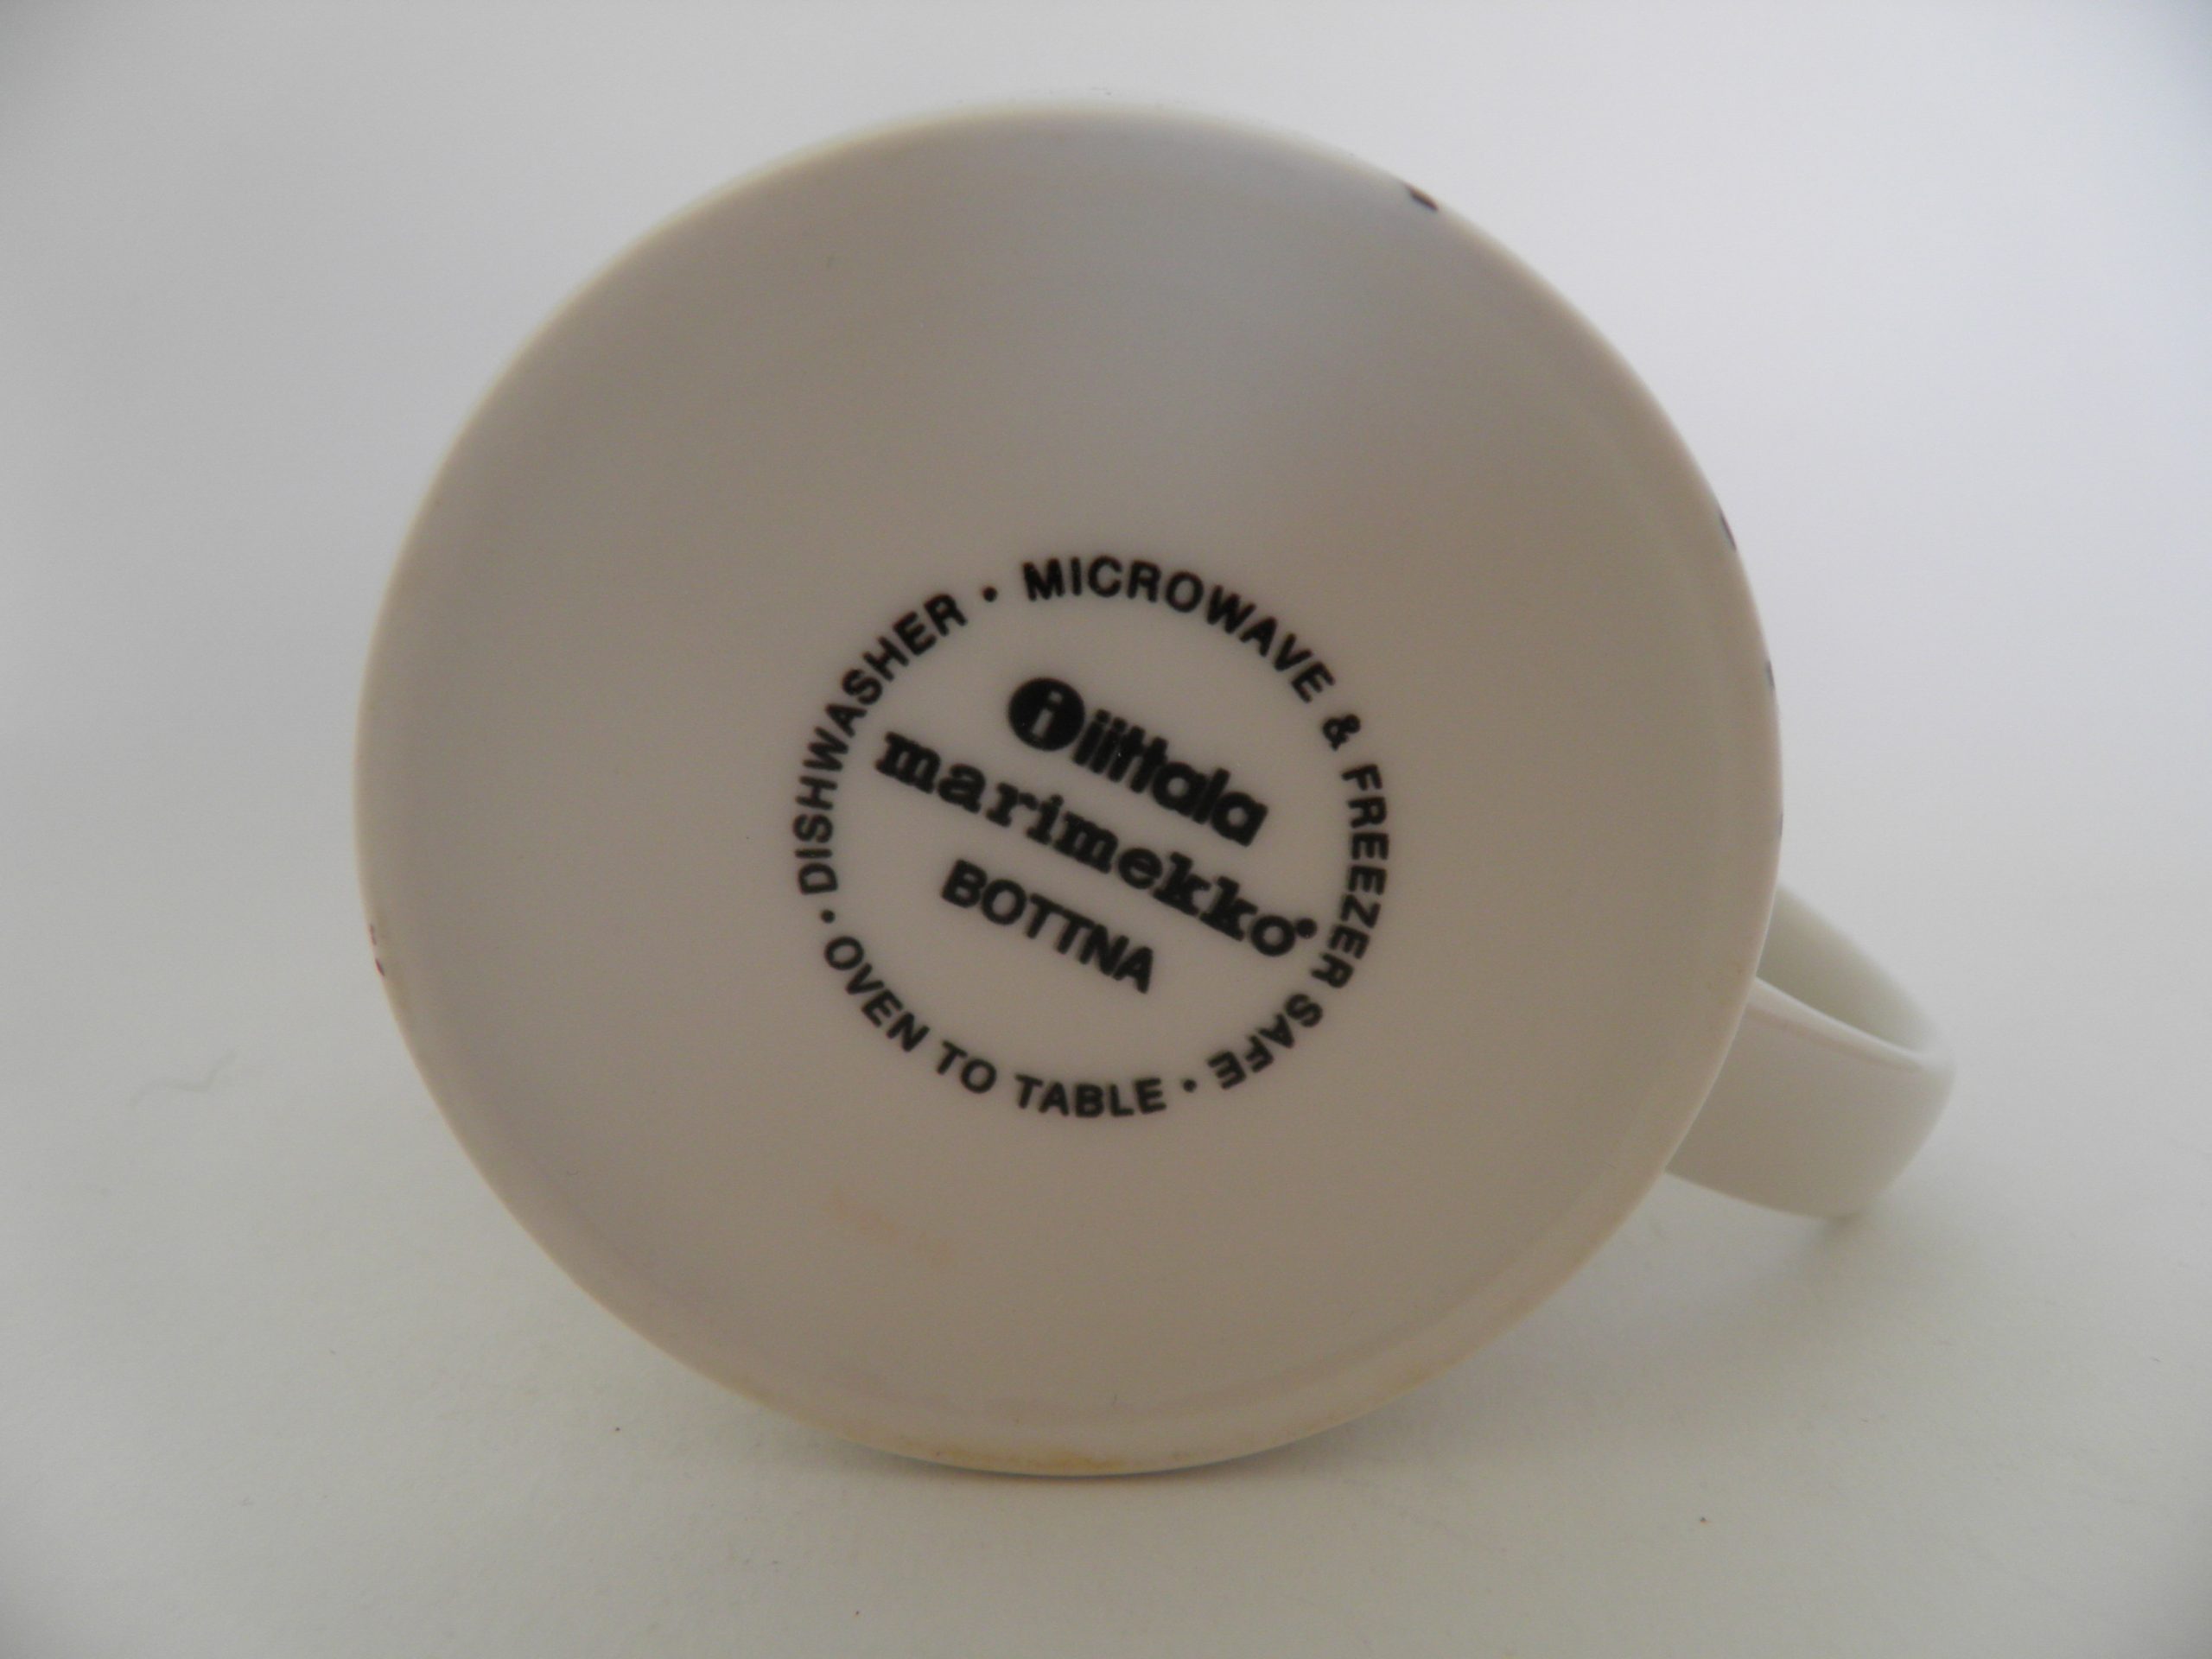 DISHWASHER • MICROWAVE & FREEZER SAFE • OVEN TO TABLE •
i iittala
marimekko
BOTTNA